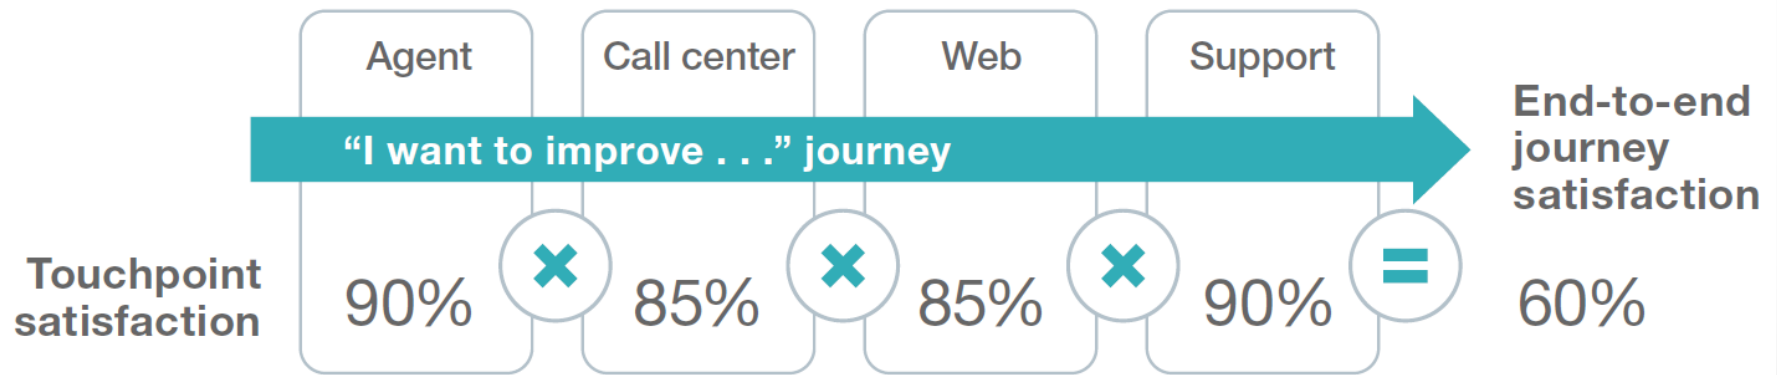 Agent
Call center
Web
Support
“I want to improve . . .” journey
End-to-end
journey
satisfaction
Touchpoint
satisfaction
90%
×
85%
×
85%
×
90%
=
60%